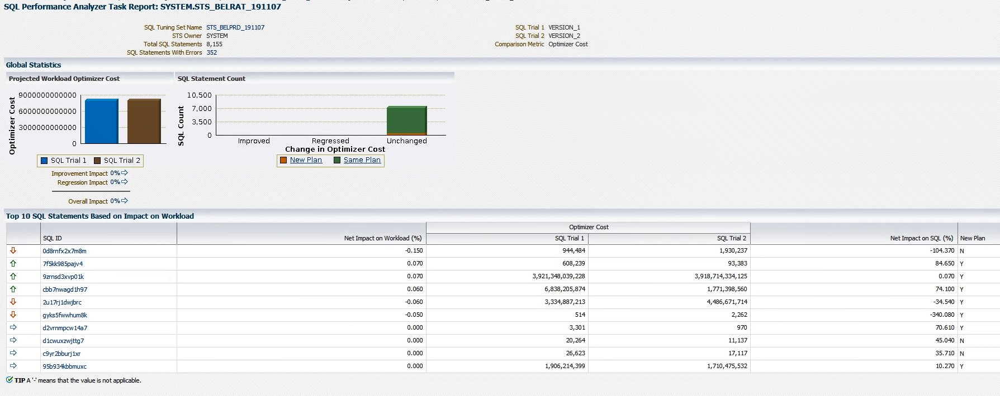 SQL Performance Analyzer Task Report: SYSTEM.STS_BELRAT_191107
SQL Tuning Set Name STS_BELPRD_191107
STS Owner SYSTEM
Total SQL Statements 8,155
SQL Statements With Errors 352
SQL Trial 1 VERSION_1
SQL Trial 2 VERSION_2
Comparison Metric Optimizer Cost
Global Statistics
Projected Workload Optimizer Cost
Optimizer Cost
9000000000000
6000000000000
3000000000000
0
SQL Trial 1 SQL Trial 2
Improvement Impact 0%
Regression Impact 0%
Overall Impact 0%
SQL Statement Count
SQL Count
10,500
7,000
3,500
0
Improved Regressed Unchanged
Change in Optimizer Cost
New Plan Same Plan
Top 10 SQL Statements Based on Impact on Workload
Optimizer Cost
SQL ID Net Impact on Workload (%) SQL Trial 1 SQL Trial 2 Net Impact on SQL (%) New Plan
0d8rnfx2x7m8m -0.150 944,484 1,930,237 -104.370 N
7f5kk985pajv4 0.070 608,239 93,383 84.650 Y
9zrnsd3xvp01k 0.070 3,921,348,039,228 3,918,714,334,125 0.070 Y
cbb7nwagd1h97 0.060 6,838,205,874 1,771,398,560 74.100 Y
2u17rj1dwjbrc -0.060 3,334,887,213 4,486,671,714 -34.540 Y
gyks5fwwhum8k -0.050 514 2,262 -340.080 Y
d2vrnmpcw14a7 0.000 3,301 970 70.610 Y
d1cwuxzwjttg7 0.000 20,264 11,137 45.040 N
c9yr2bburj1xr 0.000 26,623 17,117 35.710 N
95b934kbbmuxc 0.000 1,906,214,399 1,710,475,532 10.270 Y
TIP A '-' means that the value is not applicable.